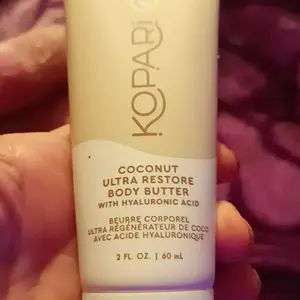 KOPARI
COCONUT
ULTRA RESTORE
BODY BUTTER
WITH HYALURONIC ACID
BEURRE CORPOREL
ULTRA RÉGÉNÉRATEUR DE COCO
AVEC ACIDE HYALURONIQUE
2 FL. OZ. | 60 mL